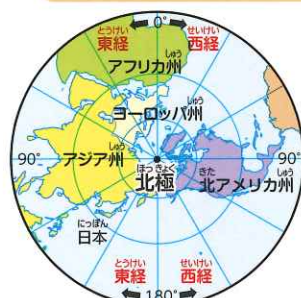 0°
とうけい
東経
せいけい
西経
しゅう
アフリカ州
しゅう
ヨーロッパ州
90°
しゅう
アジア州
ほっきょく
北極
きた しゅう
北アメリカ州
90°
にっぽん
日本
とうけい
東経
せいけい
西経
180°